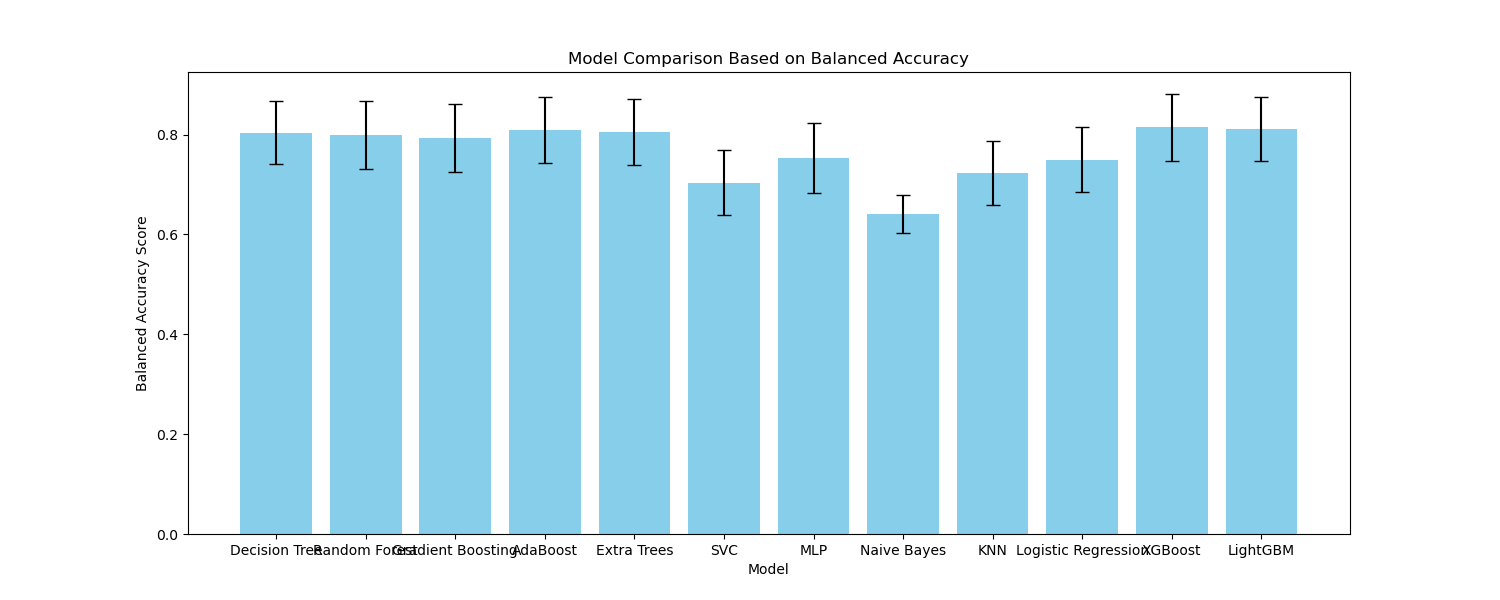 Model Comparison Based on Balanced Accuracy
Balanced Accuracy Score
0.8
0.6
0.4
0.2
0.0
Decision Trees Random Forest Gradient Boosting AdaBoost Extra Trees SVC MLP Naive Bayes KNN Logistic Regression XGBoost LightGBM
Model